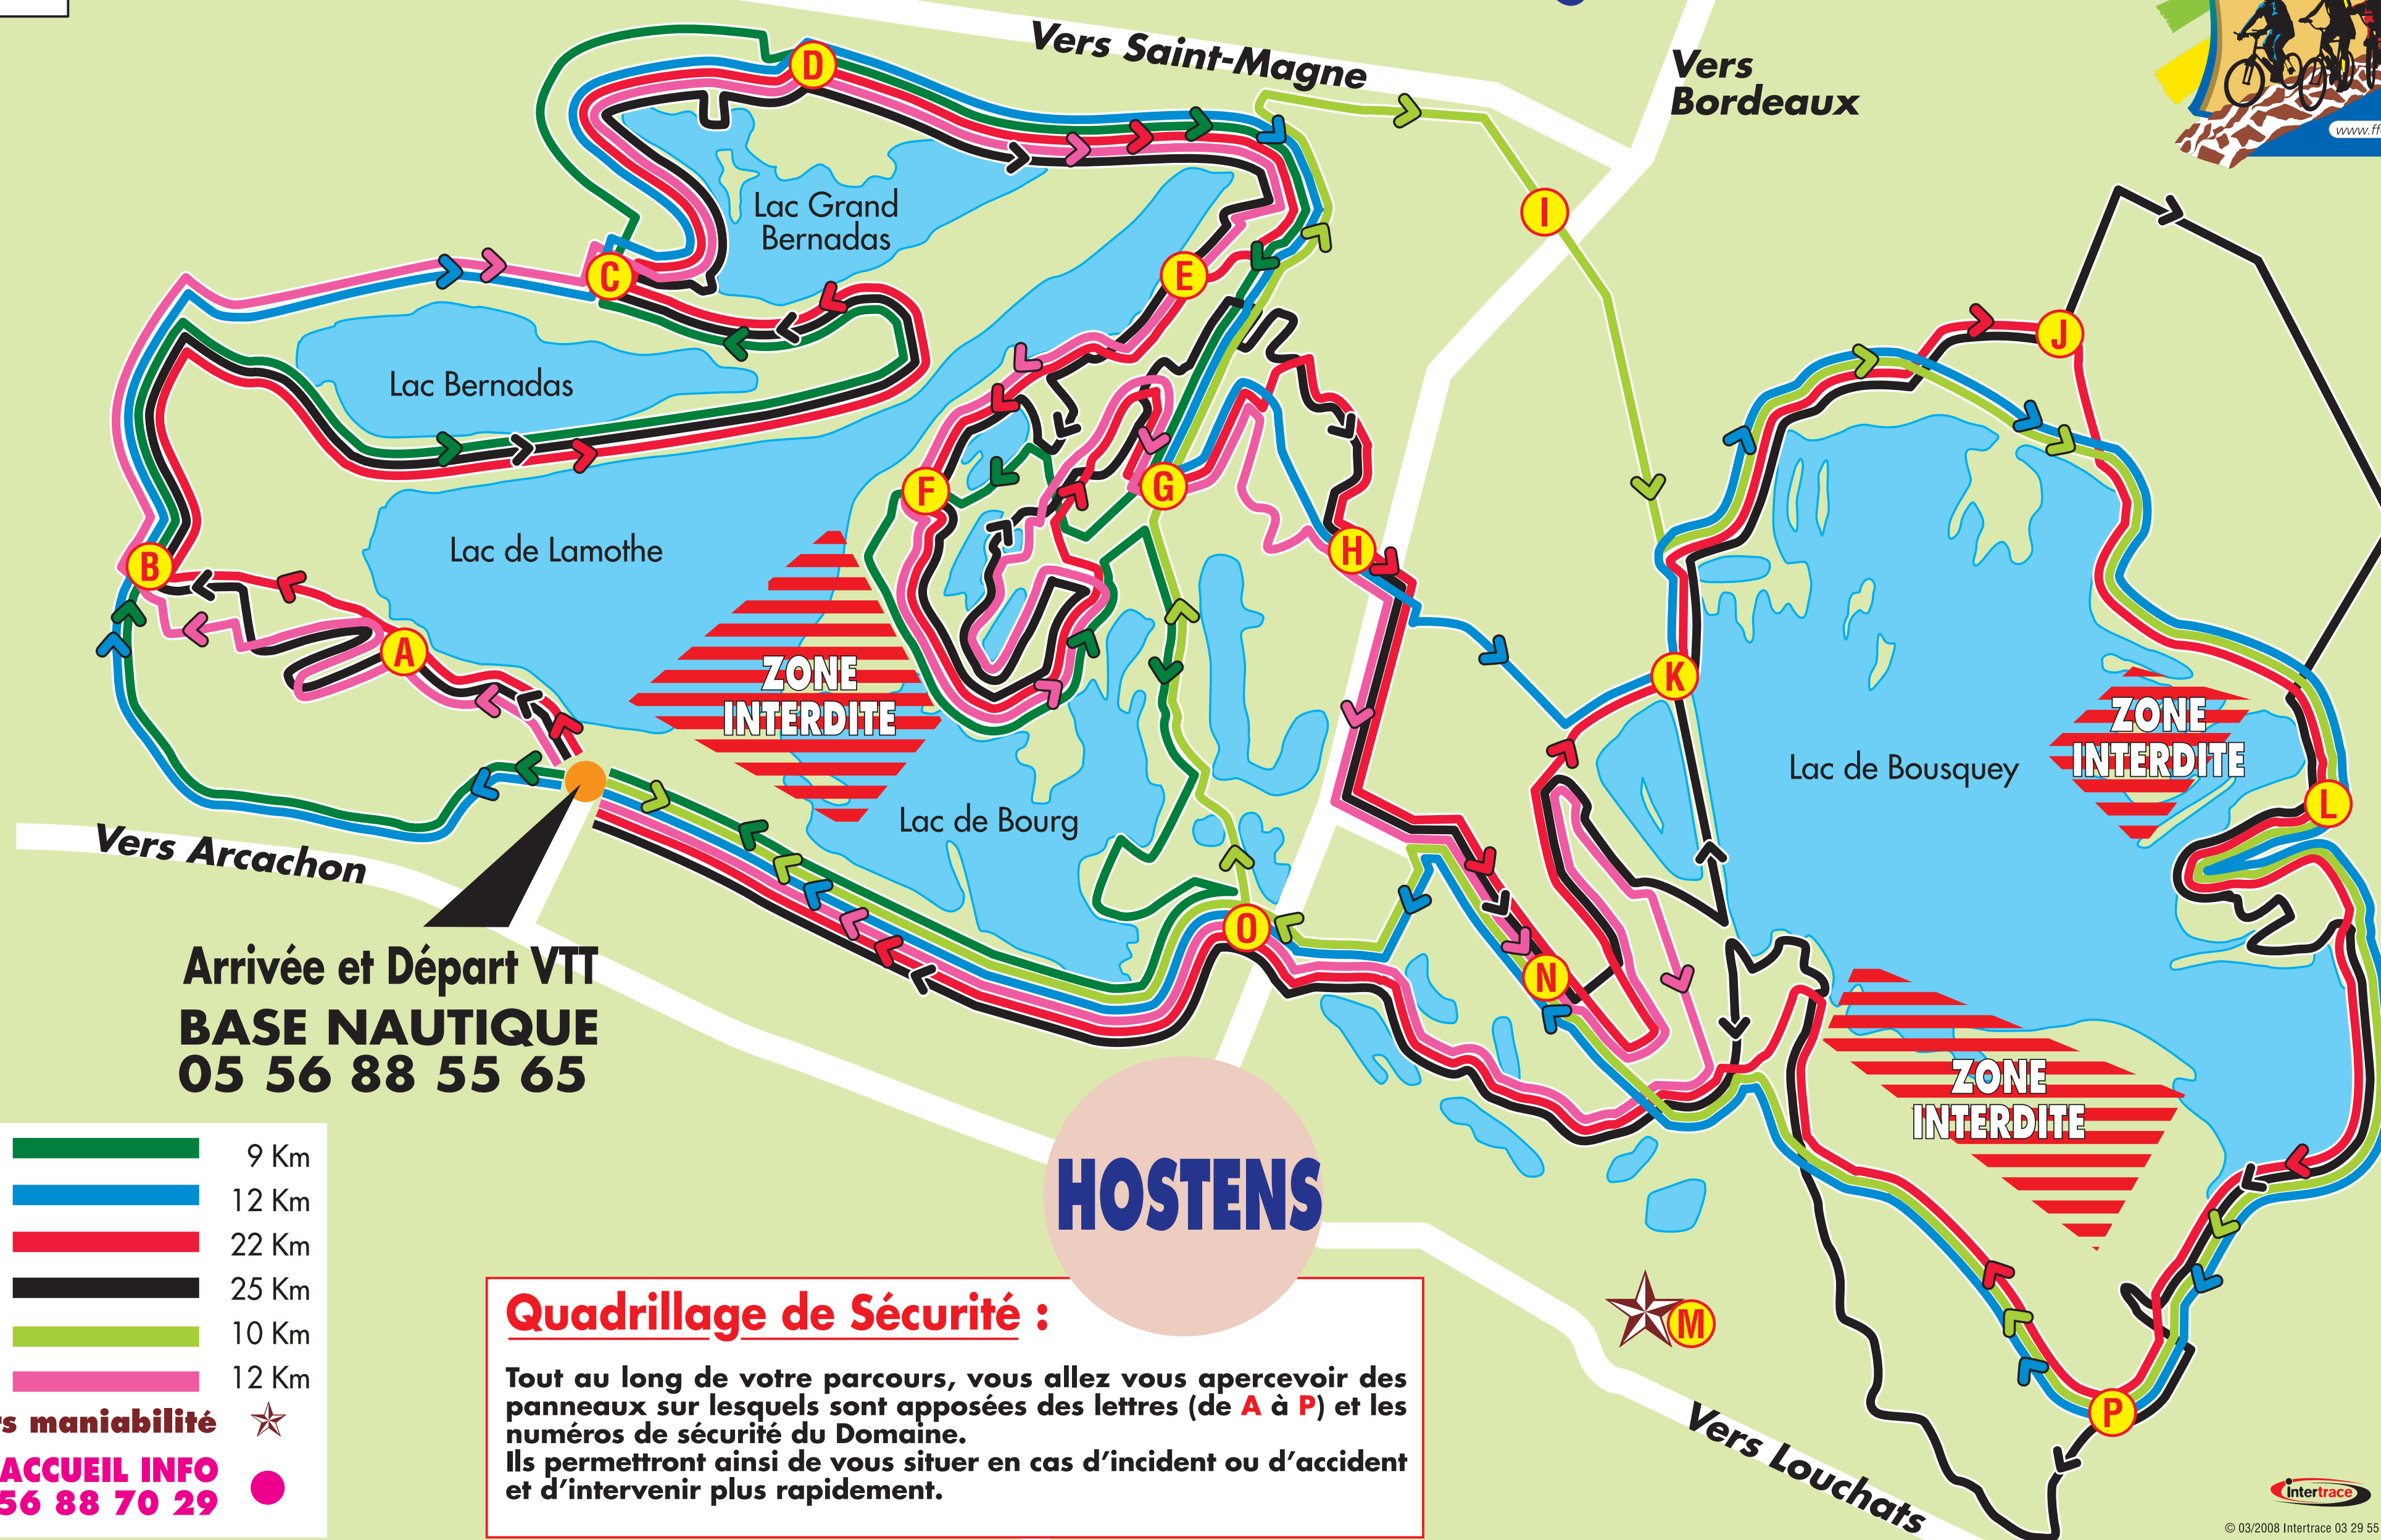 Vers Saint-Magne
Vers
Bordeaux
www.ff
D
I
Lac Grand
Bernadas
C
E
J
Lac Bernadas
F
G
Lac de Lamothe
H
B
A
K
ZONE
INTERDITE
ZONE
INTERDITE
Lac de Bousquey
L
Lac de Bourg
Vers Arcachon
O
N
Arrivée et Départ VTT
BASE NAUTIQUE
05 56 88 55 65
ZONE
INTERDITE
HOSTENS
9 Km
12 Km
22 Km
25 Km
10 Km
12 Km
rs maniabilité
ACCUEIL INFO
56 88 70 29
Quadrillage de Sécurité :
Tout au long de votre parcours, vous allez vous apercevoir des
panneaux sur lesquels sont apposées des lettres (de A à P) et les
numéros de sécurité du Domaine.
Ils permettront ainsi de vous situer en cas d'incident ou d'accident
et d'intervenir plus rapidement.
M
P
Vers Louchats
Intertrace
© 03/2008 Intertrace 03 29 55